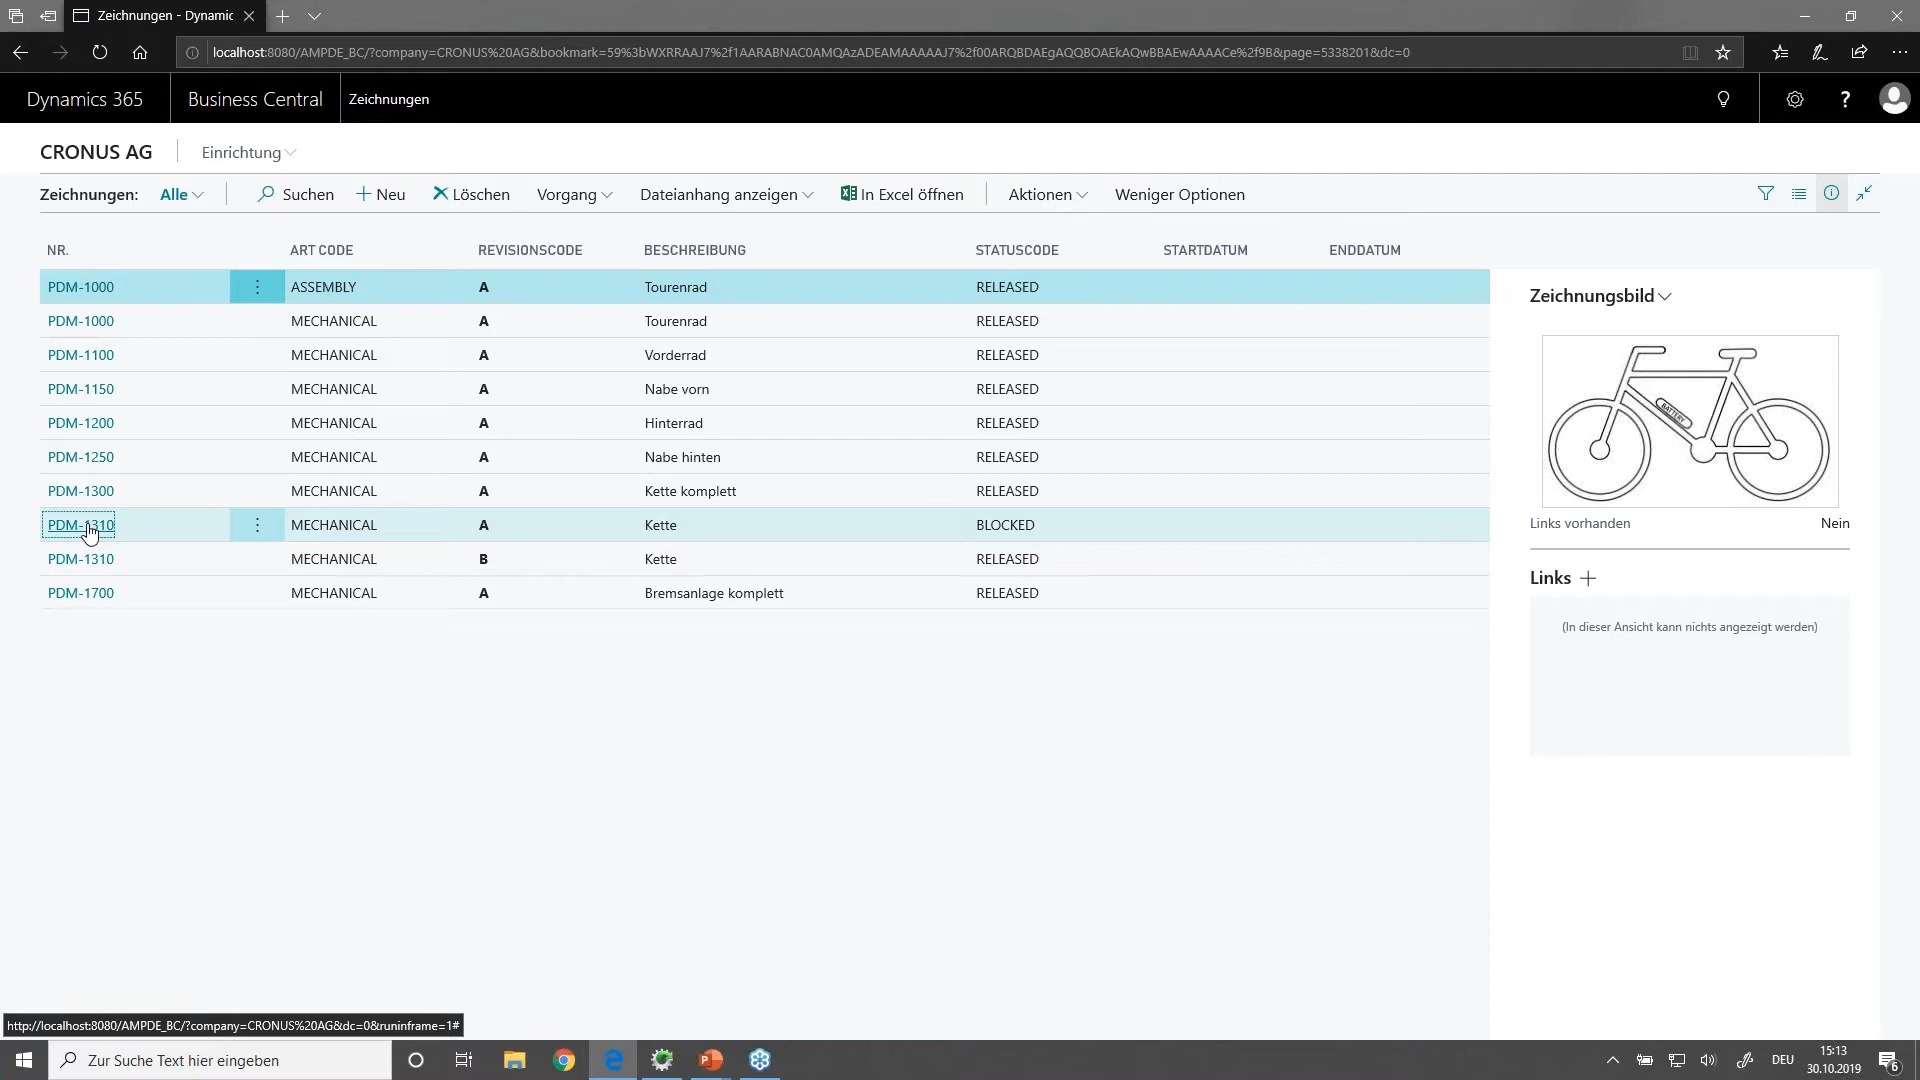 Zeichnungen - Dynamic
localhost:8080/AMPDE_BC/?company=CRONUS%20AG&bookmark=59%3bWXRRAAJ7%2f1AARABNAC0AMQAzADEAMAAAAAJ7%2f00ARQBDAEgAQQBOAEkAQwBBAEwAAAACe%2f9B&page=5338201&dc=0
Dynamics 365 Business Central Zeichnungen ?
CRONUS AG Einrichtung
Zeichnungen: Alle Suchen Neu Löschen Vorgang Dateianhang anzeigen In Excel öffnen Aktionen Weniger Optionen
NR. ART CODE REVISIONSCODE BESCHREIBUNG STATUSCODE STARTDATUM ENDDATUM
PDM-1000 ASSEMBLY A Tourenrad RELEASED
PDM-1000 MECHANICAL A Tourenrad RELEASED
PDM-1100 MECHANICAL A Vorderrad RELEASED
PDM-1150 MECHANICAL A Nabe vorn RELEASED
PDM-1200 MECHANICAL A Hinterrad RELEASED
PDM-1250 MECHANICAL A Nabe hinten RELEASED
PDM-1300 MECHANICAL A Kette komplett RELEASED
PDM-1310 MECHANICAL A Kette BLOCKED
PDM-1310 MECHANICAL B Kette RELEASED
PDM-1700 MECHANICAL A Bremsanlage komplett RELEASED
Zeichnungsbild
BATTERY
Links vorhanden Nein
Links
(In dieser Ansicht kann nichts angezeigt werden)
http://localhost:8080/AMPDE_BC/?company=CRONUS%20AG&dc=0&runinframe=1#
Zur Suche Text hier eingeben
DEU
15:13
30.10.2019
6